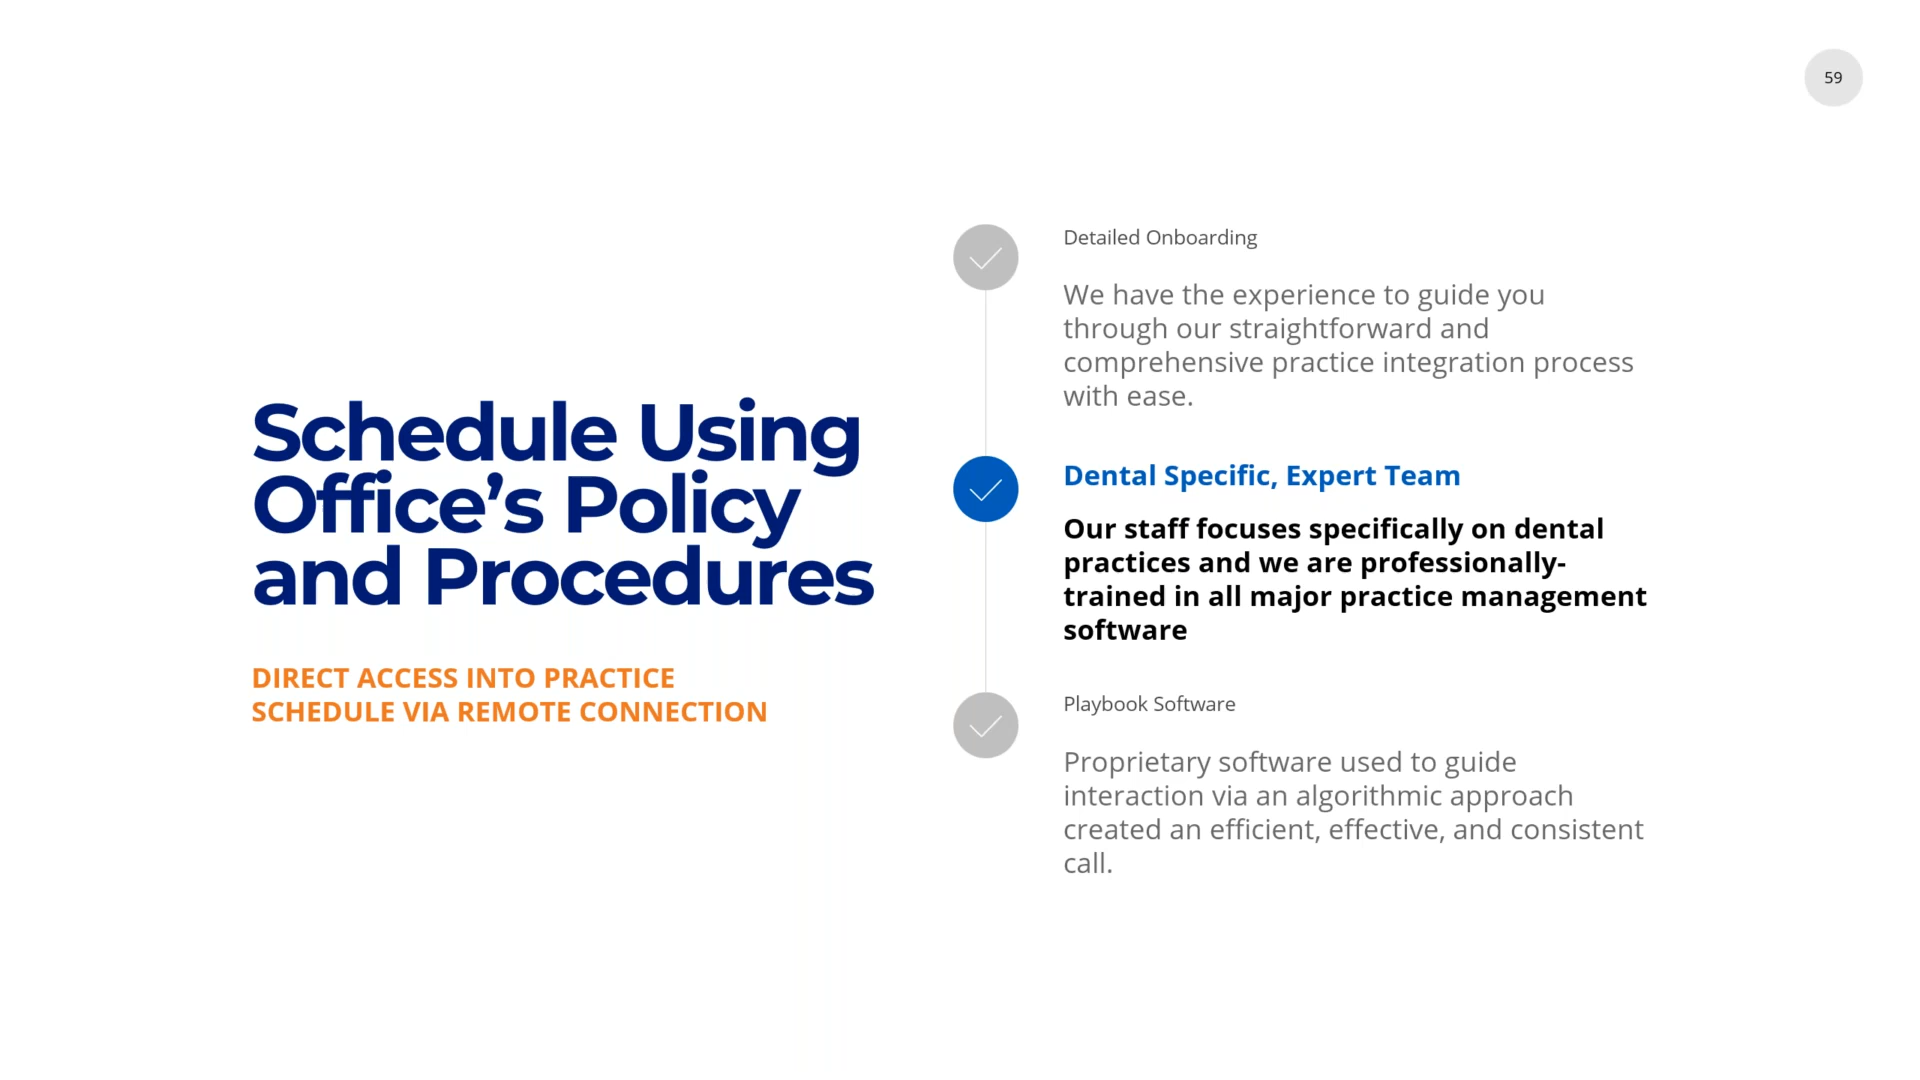 59
Schedule Using
Office’s Policy
and Procedures
DIRECT ACCESS INTO PRACTICE
SCHEDULE VIA REMOTE CONNECTION
Detailed Onboarding
We have the experience to guide you
through our straightforward and
comprehensive practice integration process
with ease.
Dental Specific, Expert Team
Our staff focuses specifically on dental
practices and we are professionally-
trained in all major practice management
software
Playbook Software
Proprietary software used to guide
interaction via an algorithmic approach
created an efficient, effective, and consistent
call.